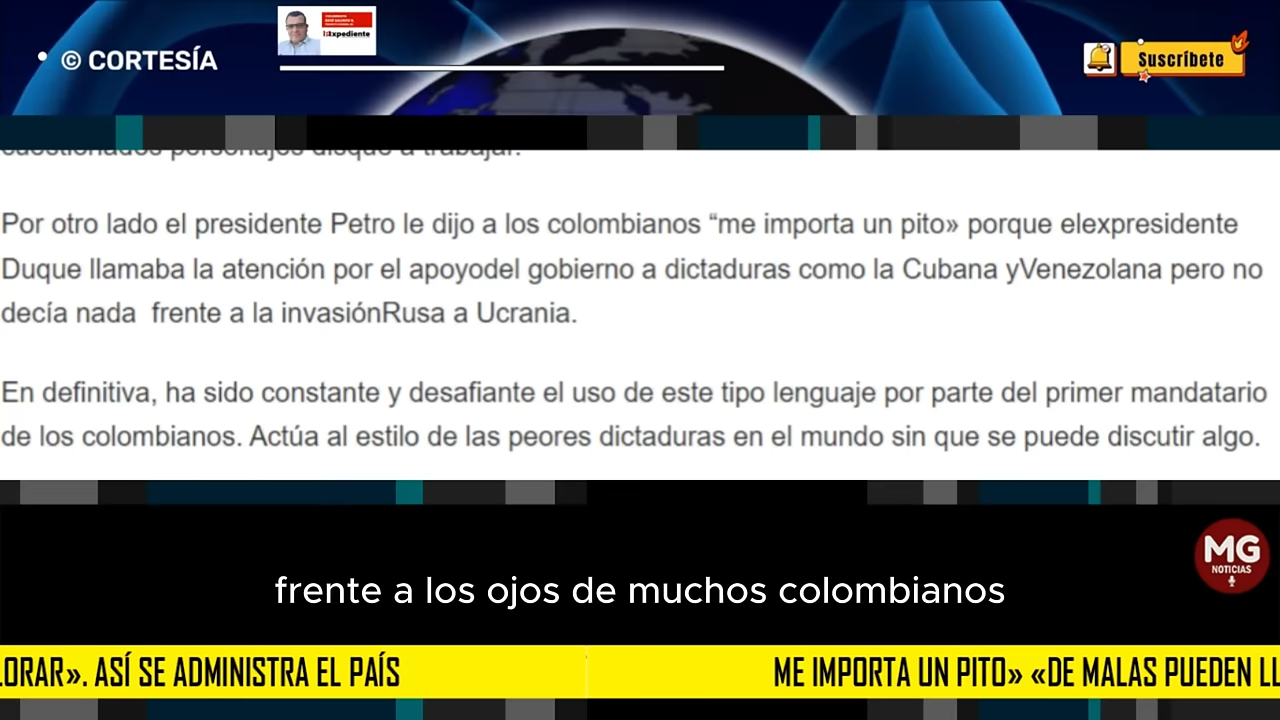 © CORTESÍA
Expediente
Suscríbete
cuestionados personajes disque a trabajar.
Por otro lado el presidente Petro le dijo a los colombianos “me importa un pito» porque elexpresidente
Duque llamaba la atención por el apoyodel gobierno a dictaduras como la Cubana yVenezolana pero no
decía nada frente a la invasiónRusa a Ucrania.
En definitiva, ha sido constante y desafiante el uso de este tipo lenguaje por parte del primer mandatario
de los colombianos. Actúa al estilo de las peores dictaduras en el mundo sin que se puede discutir algo.
MG
NOTICIAS
frente a los ojos de muchos colombianos
LORAR». ASÍ SE ADMINISTRA EL PAÍS
ME IMPORTA UN PITO» «DE MALAS PUEDEN LL